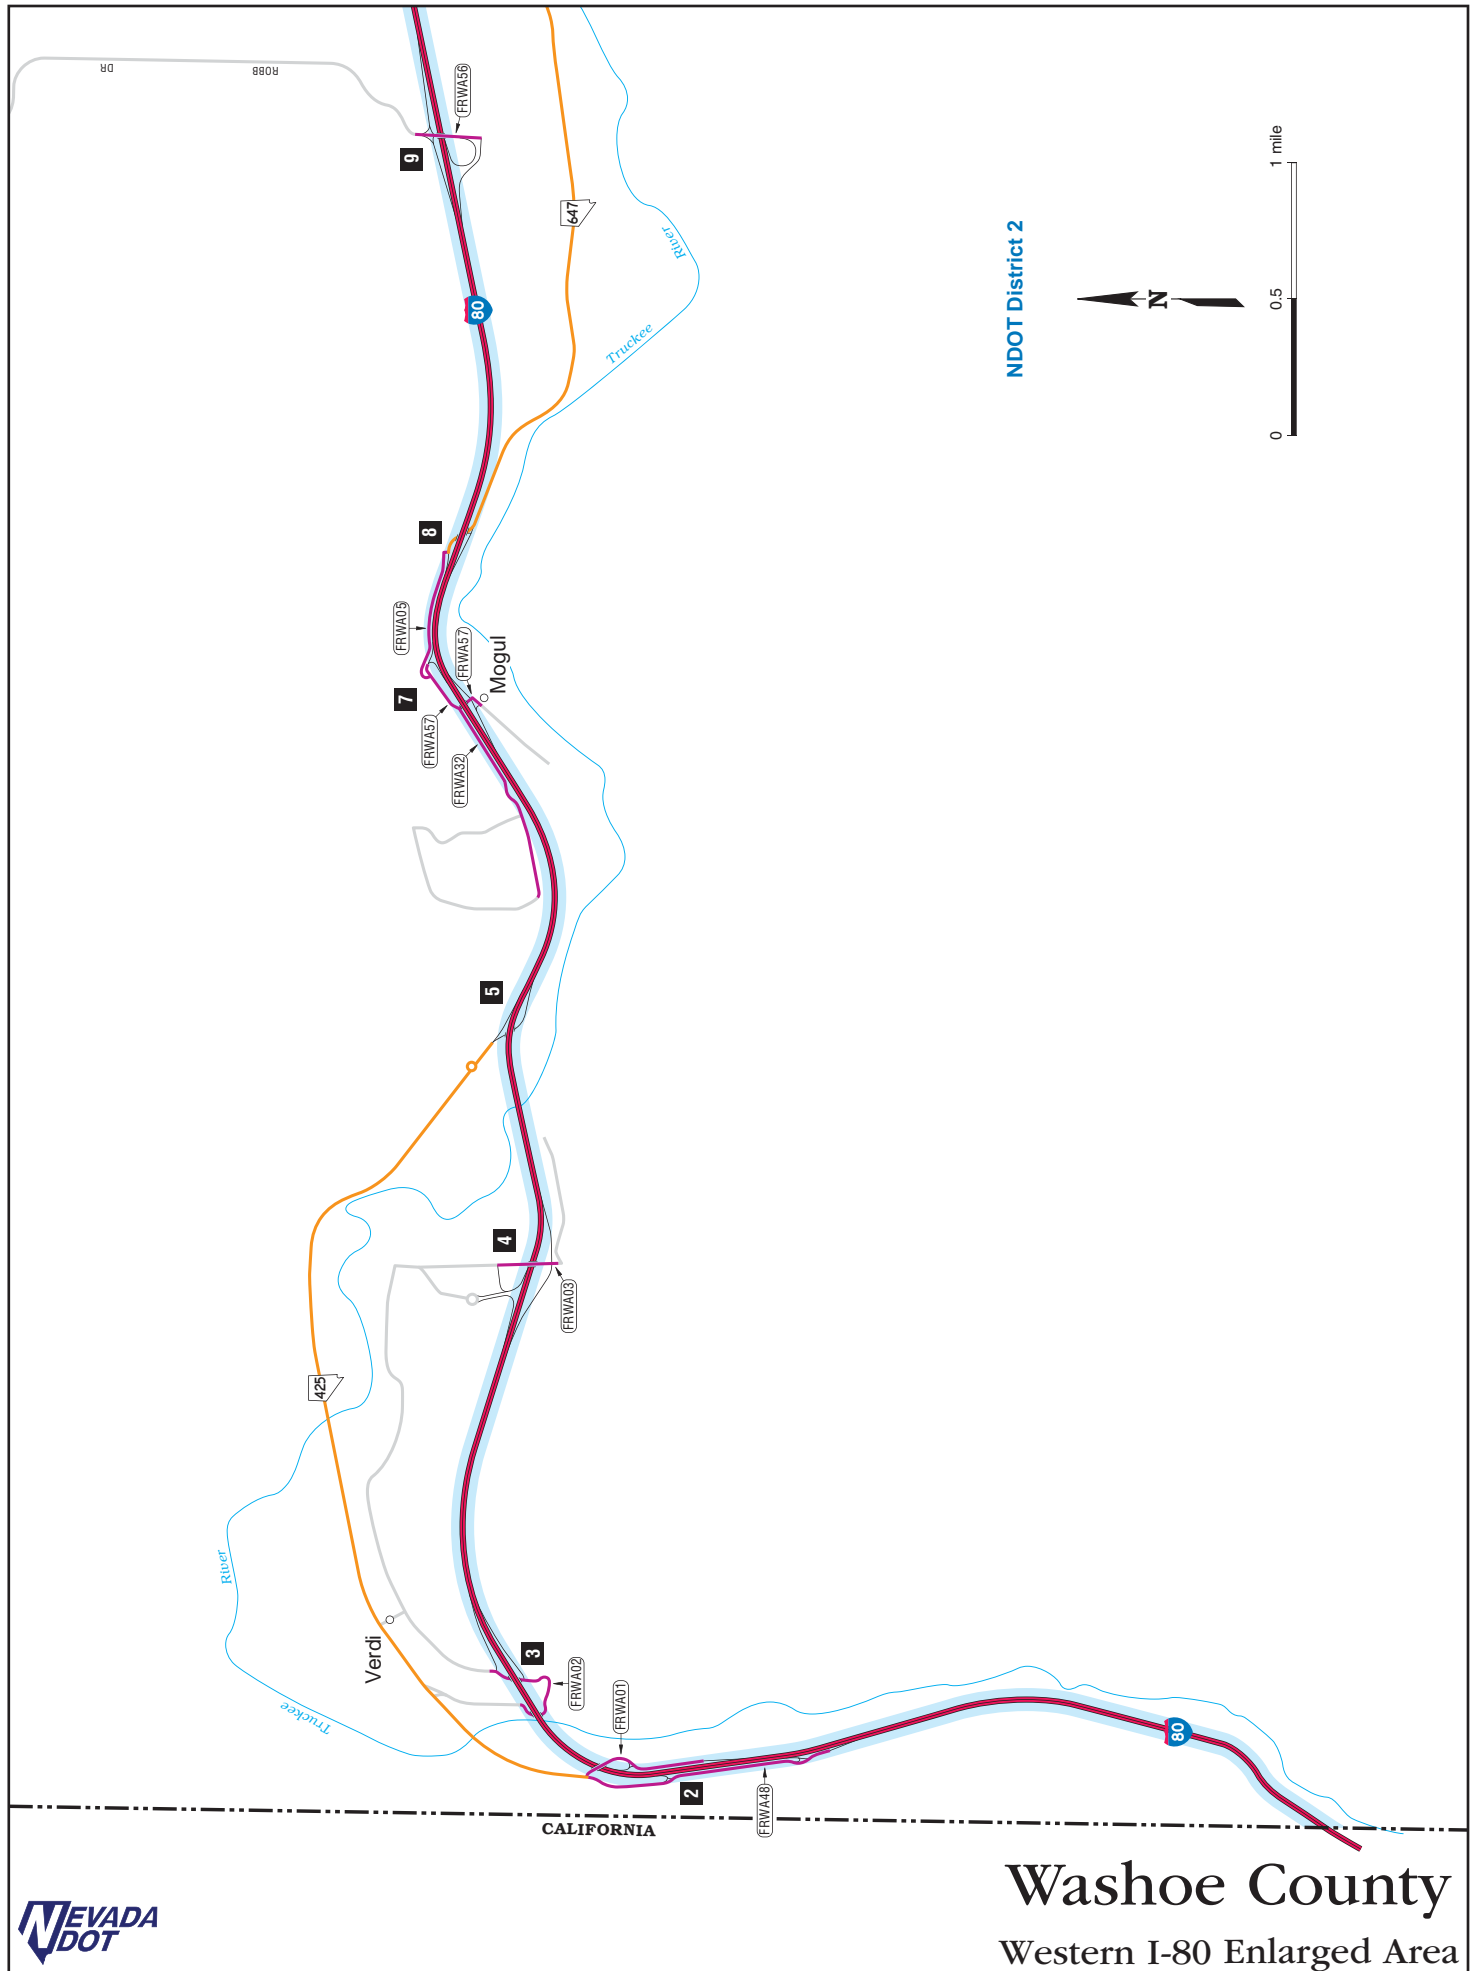 DR
ROBB
FRWA56
9
647
River
80
Truckee
NDOT District 2
N
0 0.5 1 mile
8
FRWA05
FRWA57
Mogul
7
FRWA57
FRWA32
5
4
FRWA03
425
River
Verdi
3
FRWA02
Truckee
FRWA01
2
FRWA48
80
CALIFORNIA
Washoe County
Western I-80 Enlarged Area
NEVADA
DOT